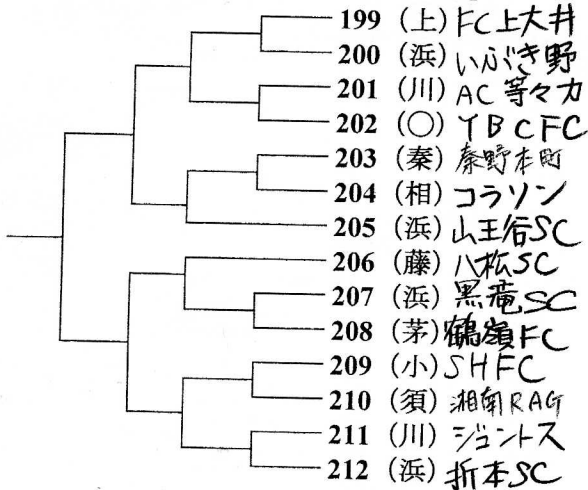 199 (上) FC上大井
200 (浜) いぶき野
201 (川) AC等々力
202 (○) YBCFC
203 (秦) 秦野本町
204 (相) コラソン
205 (浜) 山王谷SC
206 (藤) 八松SC
207 (浜) 黒竜SC
208 (茅) 鶴嶺FC
209 (小) SHFC
210 (須) 湘南RAG
211 (川) ジェントス
212 (浜) 折本SC